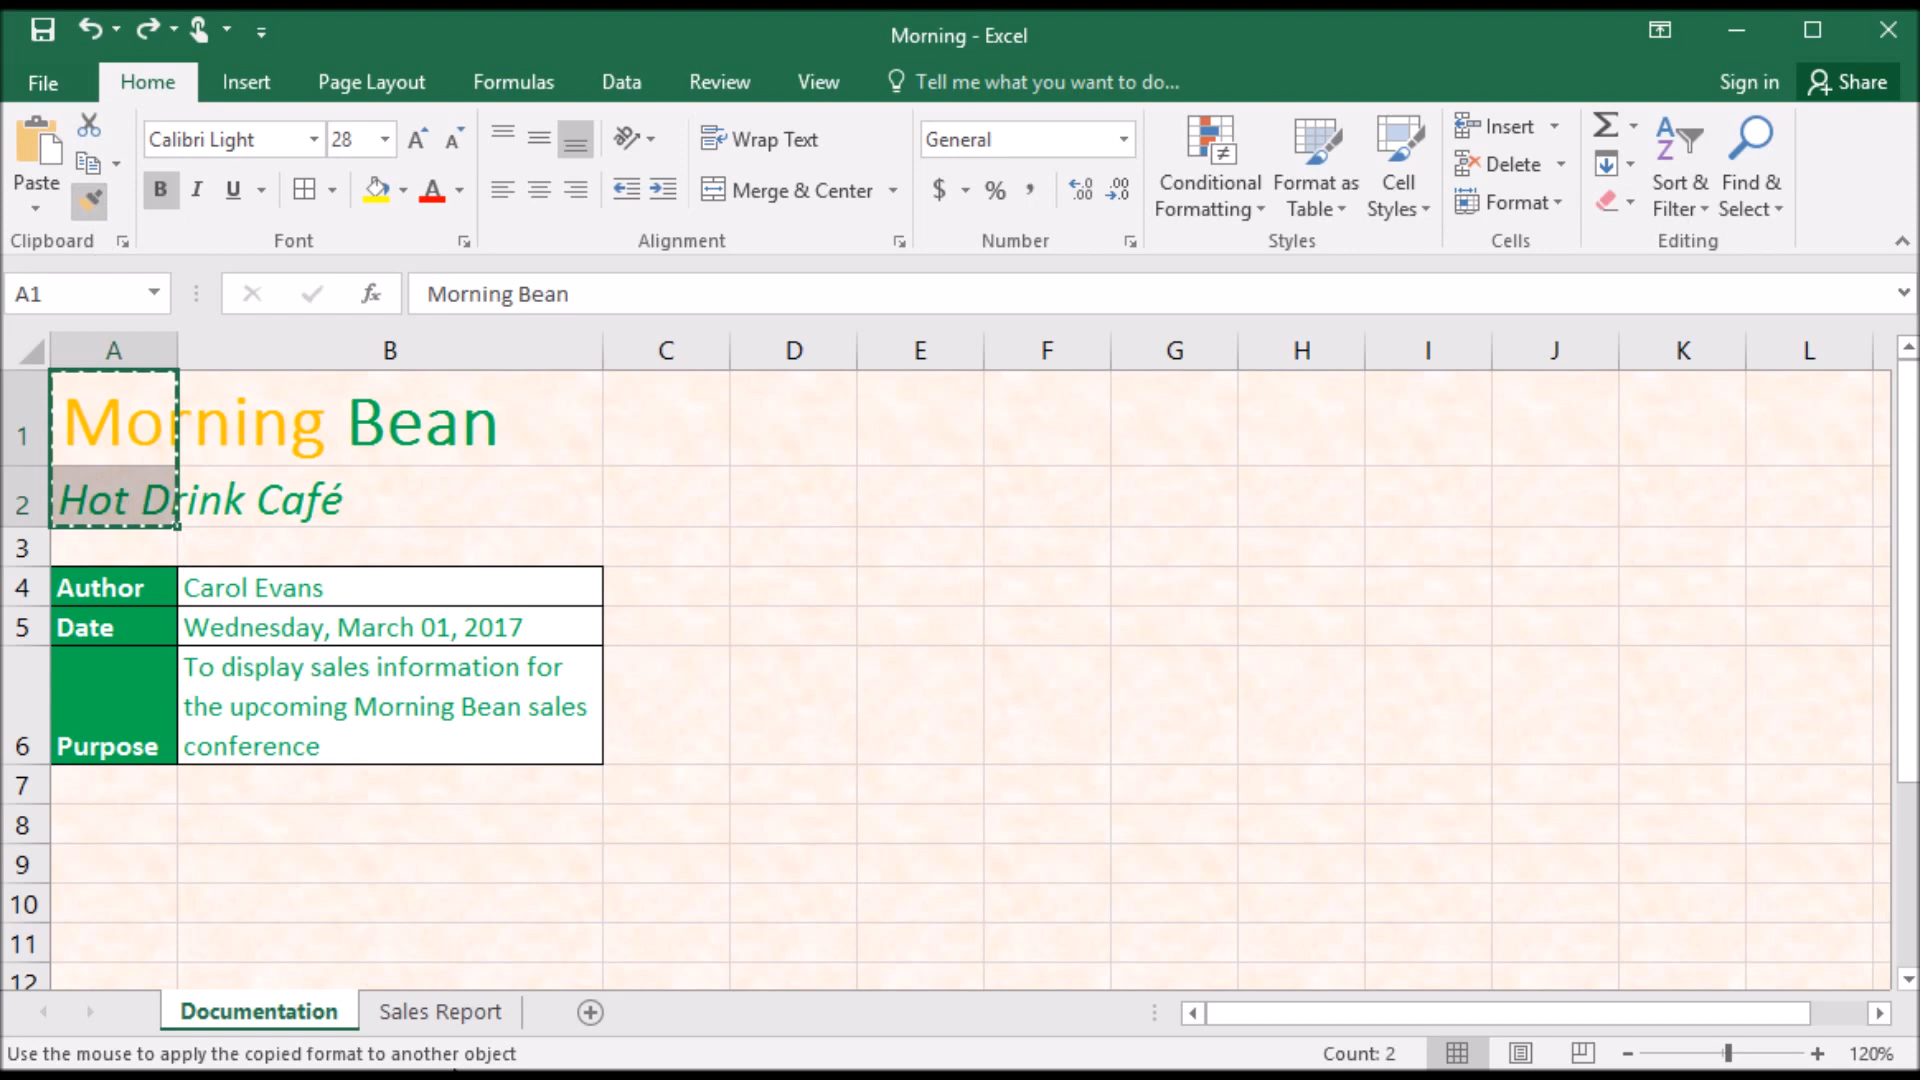 Morning - Excel
File Home Insert Page Layout Formulas Data Review View Tell me what you want to do... Sign in Share
Paste
Clipboard
Calibri Light 28
B I U A
Font
Wrap Text
Merge & Center
Alignment
General
$ % , .00 .0
Number
Conditional Formatting
Format as Table
Cell Styles
Styles
Insert
Delete
Format
Cells
Sort & Filter
Find & Select
Editing
A1 fx Morning Bean
A B C D E F G H I J K L
1 Morning Bean
2 Hot Drink Café
3
4 Author Carol Evans
5 Date Wednesday, March 01, 2017
6 Purpose To display sales information for
the upcoming Morning Bean sales
conference
7
8
9
10
11
12
Documentation Sales Report
Use the mouse to apply the copied format to another object Count: 2 120%